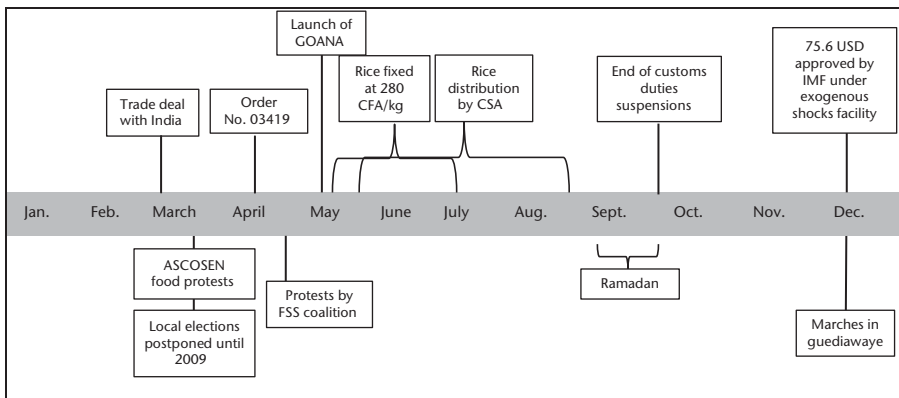 Launch of
GOANA
Trade deal
with India
Order
No. 03419
Rice fixed
at 280
CFA/kg
Rice
distribution
by CSA
End of customs
duties
suspensions
75.6 USD
approved by
IMF under
exogenous
shocks facility
Jan. Feb. March April May June July Aug. Sept. Oct. Nov. Dec.
ASCOSEN
food protests
Local elections
postponed until
2009
Protests by
FSS coalition
Ramadan
Marches in
guediawaye